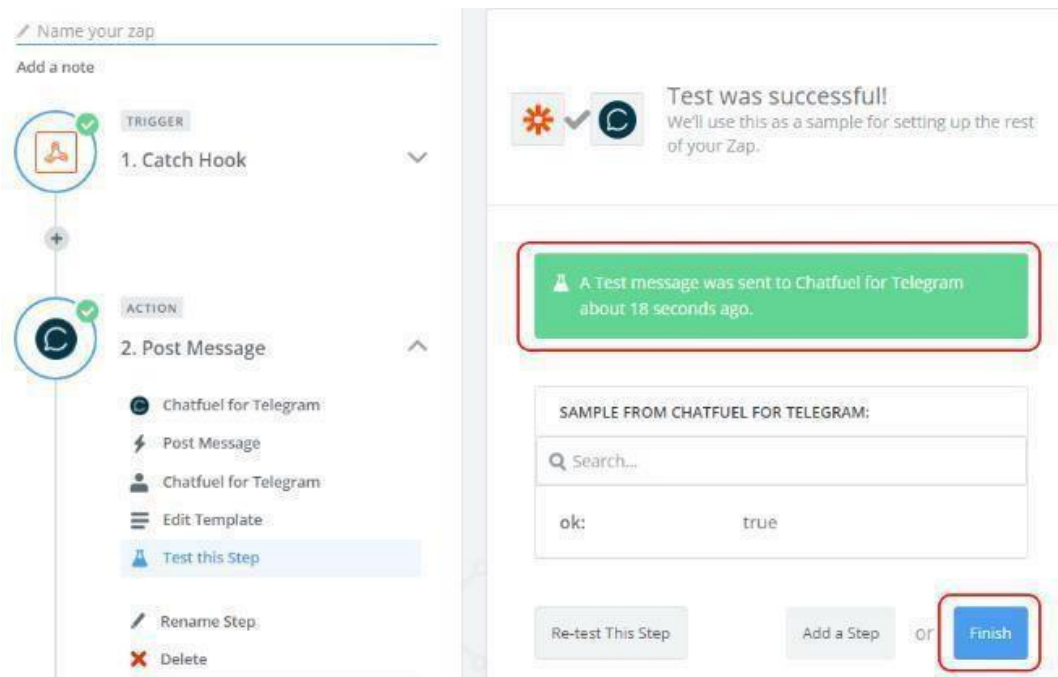 Name your zap
Add a note
TRIGGER
1. Catch Hook
ACTION
2. Post Message
Chatfuel for Telegram
Post Message
Chatfuel for Telegram
Edit Template
Test this Step
Rename Step
Delete
Test was successful!
We'll use this as a sample for setting up the rest
of your Zap.
A Test message was sent to Chatfuel for Telegram
about 18 seconds ago.
SAMPLE FROM CHATFUEL FOR TELEGRAM:
Search...
ok: true
Re-test This Step
Add a Step or Finish